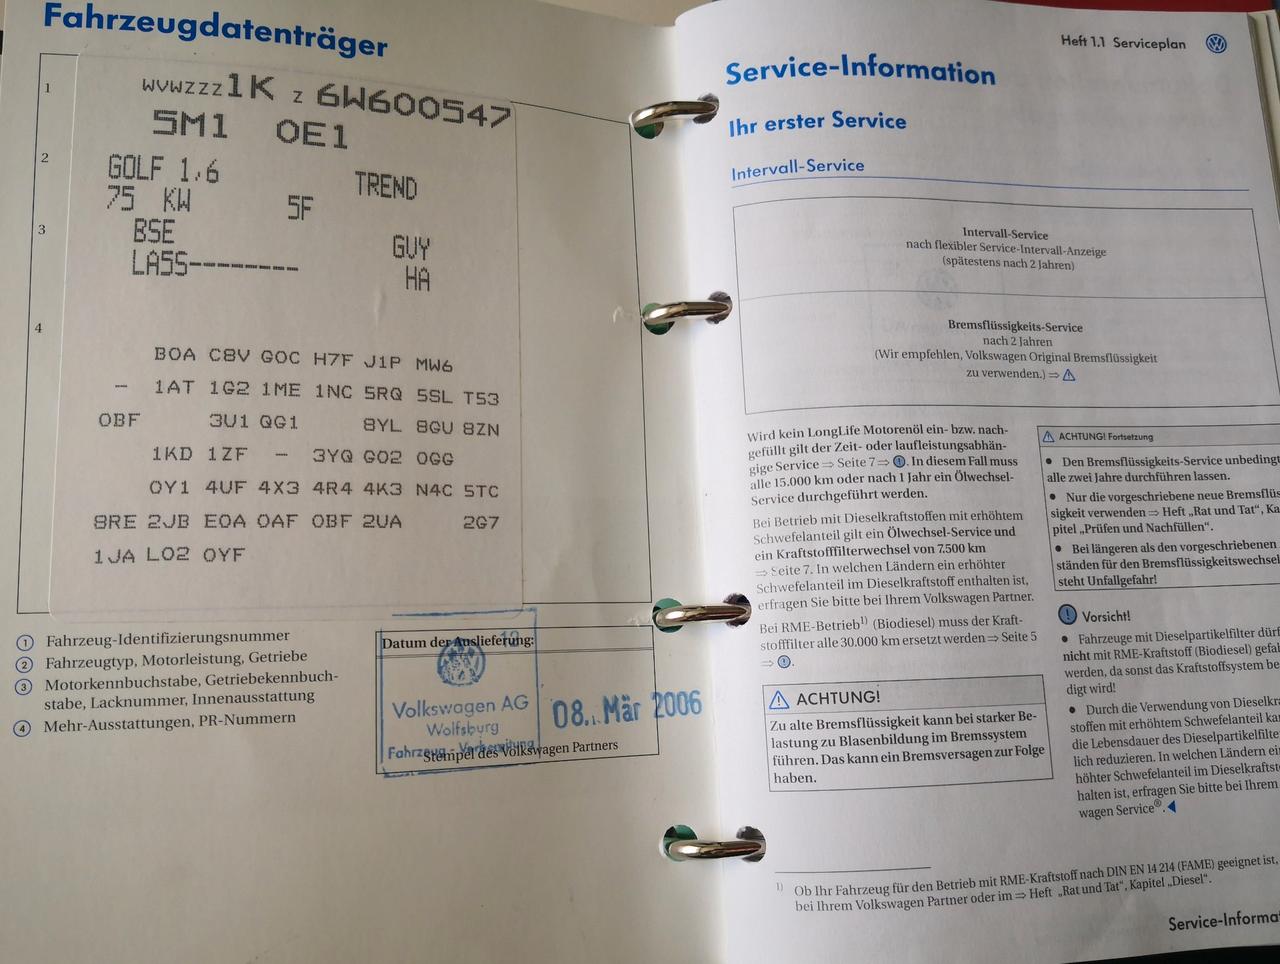 Fahrzeugdatenträger
1
WVWZZZ1K Z 6W600547
5M1 0E1
2
GOLF 1,6 TREND
75 KW 5F
3
BSE GUY
LA5S-------- HA
4
B0A C8V G0C H7F J1P MW6
- 1AT 1G2 1ME 1NC 5RQ 5SL T53
0BF 3U1 QG1 8YL 8GU 8ZN
1KD 1ZF - 3YQ G02 0GG
0Y1 4UF 4X3 4R4 4K3 N4C 5TC
8RE 2JB E0A 0AF 0BF 2UA 2G7
1JA L02 0YF
① Fahrzeug-Identifizierungsnummer
② Fahrzeugtyp, Motorleistung, Getriebe
③ Motorkennbuchstabe, Getriebekennbuch-
stabe, Lacknummer, Innenausstattung
④ Mehr-Ausstattungen, PR-Nummern
Datum der Auslieferung:
Volkswagen AG
Wolfsburg
Fahrzeug - Vorbereitung
08. Mär 2006
Stempel des Volkswagen Partners
Heft 1.1 Serviceplan
Service-Information
Ihr erster Service
Intervall-Service
Intervall-Service
nach flexibler Service-Intervall-Anzeige
(spätestens nach 2 Jahren)
Bremsflüssigkeits-Service
nach 2 Jahren
(Wir empfehlen, Volkswagen Original Bremsflüssigkeit
zu verwenden.) ⇒ ⚠
Wird kein LongLife Motorenöl ein- bzw. nach-
gefüllt gilt der Zeit- oder laufleistungsabhän-
gige Service ⇒ Seite 7 ⇒ ⓘ. In diesem Fall muss
alle 15.000 km oder nach 1 Jahr ein Ölwechsel-
Service durchgeführt werden.
Bei Betrieb mit Dieselkraftstoffen mit erhöhtem
Schwefelanteil gilt ein Ölwechsel-Service und
ein Kraftstofffilterwechsel von 7.500 km
⇒ Seite 7. In welchen Ländern ein erhöhter
Schwefelanteil im Dieselkraftstoff enthalten ist,
erfragen Sie bitte bei Ihrem Volkswagen Partner.
Bei RME-Betrieb¹⁾ (Biodiesel) muss der Kraft-
stofffilter alle 30.000 km ersetzt werden ⇒ Seite 5
⇒ ⓘ.
⚠ ACHTUNG!
Zu alte Bremsflüssigkeit kann bei starker Be-
lastung zu Blasenbildung im Bremssystem
führen. Das kann ein Bremsversagen zur Folge
haben.
⚠ ACHTUNG! Fortsetzung
• Den Bremsflüssigkeits-Service unbedingt
alle zwei Jahre durchführen lassen.
• Nur die vorgeschriebene neue Bremsflüs
sigkeit verwenden ⇒ Heft „Rat und Tat“, Ka
pitel „Prüfen und Nachfüllen“.
• Bei längeren als den vorgeschriebenen
ständen für den Bremsflüssigkeitswechsel
steht Unfallgefahr!
Vorsicht!
• Fahrzeuge mit Dieselpartikelfilter dürf
nicht mit RME-Kraftstoff (Biodiesel) gefa
werden, da sonst das Kraftstoffsystem be
digt wird!
• Durch die Verwendung von Dieselkra
stoffen mit erhöhtem Schwefelanteil ka
die Lebensdauer des Dieselpartikelfilte
lich reduzieren. In welchen Ländern ei
höhter Schwefelanteil im Dieselkraftst
halten ist, erfragen Sie bitte bei Ihrem
wagen Service®. ◀
¹⁾ Ob Ihr Fahrzeug für den Betrieb mit RME-Kraftstoff nach DIN EN 14 214 (FAME) geeignet ist,
bei Ihrem Volkswagen Partner oder im ⇒ Heft „Rat und Tat“, Kapitel „Diesel“.
Service-Informat